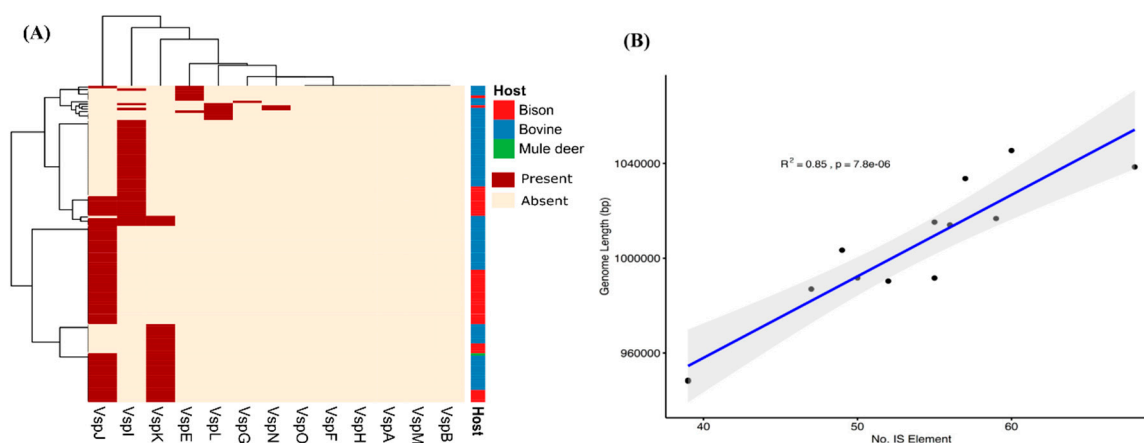 (A)
Host
Bison
Bovine
Mule deer
Present
Absent
VspJ
VspI
VspK
VspE
VspL
VspG
VspN
VspO
VspF
VspH
VspA
VspM
VspB
Host
(B)
R² = 0.85 , p = 7.8e-06
Genome Length (bp)
1040000
1000000
960000
40
50
60
No. IS Element